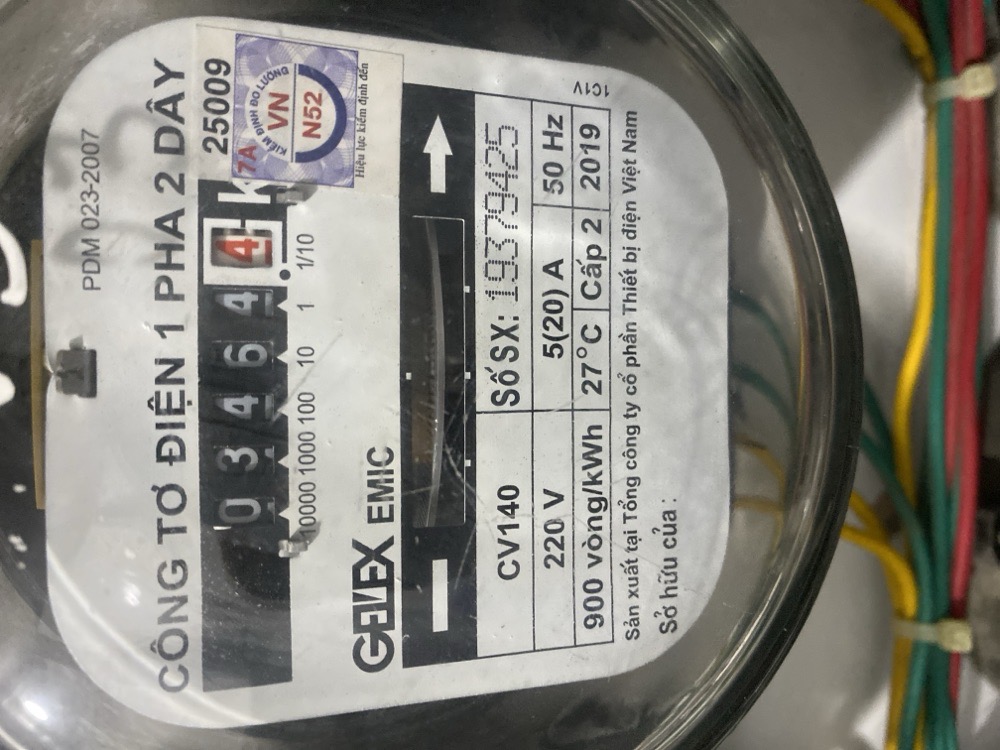 PDM 023-2007
CÔNG TƠ ĐIỆN 1 PHA 2 DÂY
25009
7A
KIỂM ĐỊNH ĐO LƯỜNG
VN
N52
Hiệu lực kiểm định đến
0 3 4 6 4 4
10000 1000 100 10 1 1/10
GELEX EMIC
CV140 Số SX: 19379425
220 V 5(20) A 50 Hz
900 vòng/kWh 27°C Cấp 2 2019
1C1V
Sản xuất tại Tổng công ty cổ phần Thiết bị điện Việt Nam
Sở hữu của :